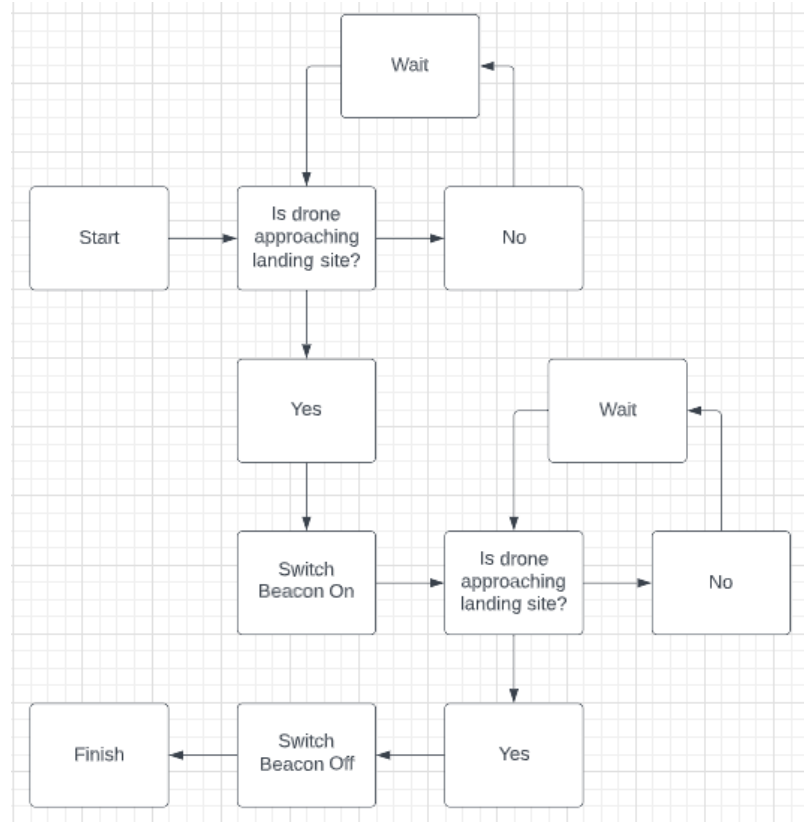 Wait
Start
Is drone
approaching
landing site?
No
Yes
Wait
Switch
Beacon On
Is drone
approaching
landing site?
No
Finish
Switch
Beacon Off
Yes